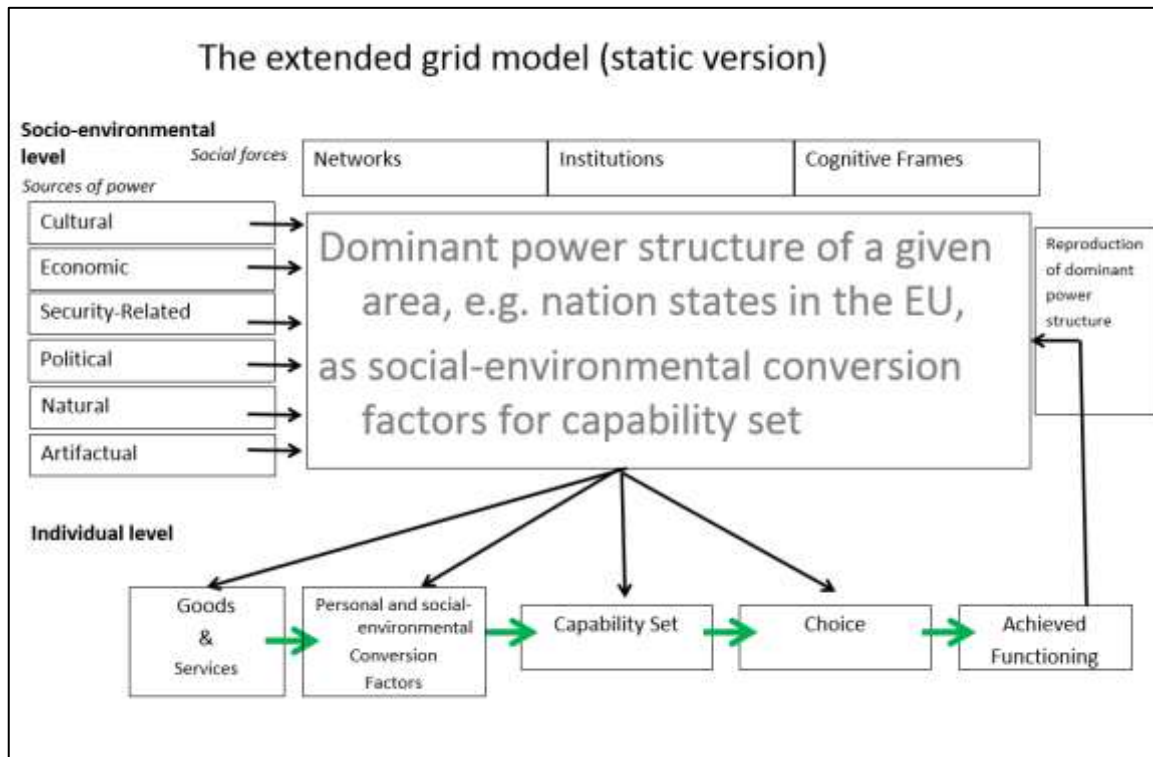 The extended grid model (static version)
Socio-environmental
level
Social forces
Sources of power
Networks
Institutions
Cognitive Frames
Cultural
Economic
Security-Related
Political
Natural
Artifactual
Dominant power structure of a given
area, e.g. nation states in the EU,
as social-environmental conversion
factors for capability set
Reproduction
of dominant
power
structure
Individual level
Goods
&
Services
Personal and social-
environmental
Conversion
Factors
Capability Set
Choice
Achieved
Functioning